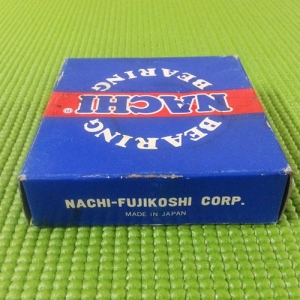 BEARING
NACHI®
BEARING
NACHI-FUJIKOSHI CORP.
MADE IN JAPAN